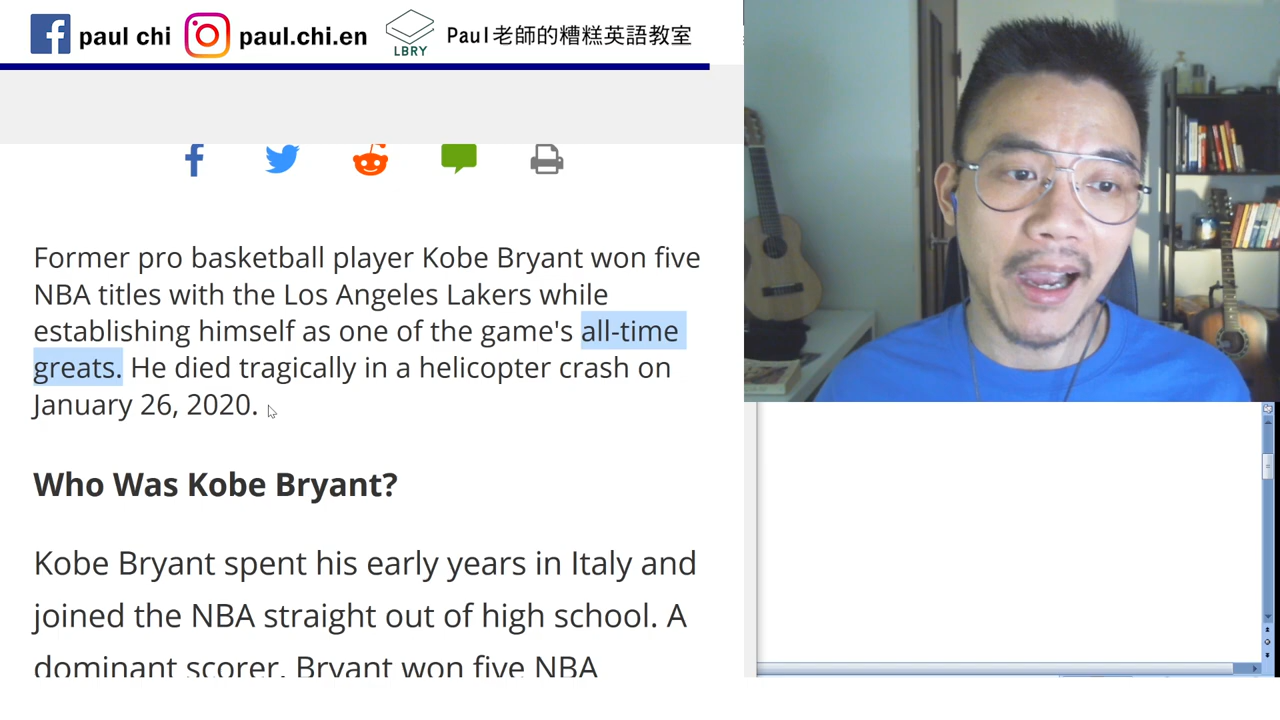 paul chi
paul.chi.en
LBRY
Paul老師的糟糕英語教室
Former pro basketball player Kobe Bryant won five
NBA titles with the Los Angeles Lakers while
establishing himself as one of the game's all-time
greats. He died tragically in a helicopter crash on
January 26, 2020.
Who Was Kobe Bryant?
Kobe Bryant spent his early years in Italy and
joined the NBA straight out of high school. A
dominant scorer, Bryant won five NBA